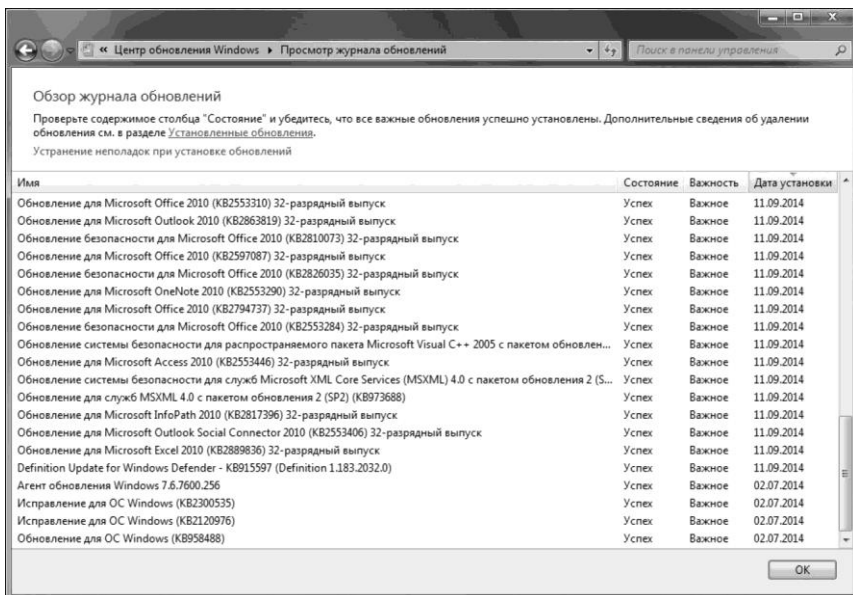 « Центр обновления Windows ▸ Просмотр журнала обновлений Поиск в панели управления
Обзор журнала обновлений
Проверьте содержимое столбца "Состояние" и убедитесь, что все важные обновления успешно установлены. Дополнительные сведения об удалении
обновления см. в разделе Установленные обновления.
Устранение неполадок при установке обновлений
Имя Состояние Важность Дата установки
Обновление для Microsoft Office 2010 (KB2553310) 32-разрядный выпуск Успех Важное 11.09.2014
Обновление для Microsoft Outlook 2010 (KB2863819) 32-разрядный выпуск Успех Важное 11.09.2014
Обновление безопасности для Microsoft Office 2010 (KB2810073) 32-разрядный выпуск Успех Важное 11.09.2014
Обновление для Microsoft Office 2010 (KB2597087) 32-разрядный выпуск Успех Важное 11.09.2014
Обновление безопасности для Microsoft Office 2010 (KB2826035) 32-разрядный выпуск Успех Важное 11.09.2014
Обновление для Microsoft OneNote 2010 (KB2553290) 32-разрядный выпуск Успех Важное 11.09.2014
Обновление для Microsoft Office 2010 (KB2794737) 32-разрядный выпуск Успех Важное 11.09.2014
Обновление безопасности для Microsoft Office 2010 (KB2553284) 32-разрядный выпуск Успех Важное 11.09.2014
Обновление системы безопасности для распространяемого пакета Microsoft Visual C++ 2005 с пакетом обновлен... Успех Важное 11.09.2014
Обновление для Microsoft Access 2010 (KB2553446) 32-разрядный выпуск Успех Важное 11.09.2014
Обновление системы безопасности для служб Microsoft XML Core Services (MSXML) 4.0 с пакетом обновления 2 (S... Успех Важное 11.09.2014
Обновление для служб MSXML 4.0 с пакетом обновления 2 (SP2) (KB973688) Успех Важное 11.09.2014
Обновление для Microsoft InfoPath 2010 (KB2817396) 32-разрядный выпуск Успех Важное 11.09.2014
Обновление для Microsoft Outlook Social Connector 2010 (KB2553406) 32-разрядный выпуск Успех Важное 11.09.2014
Обновление для Microsoft Excel 2010 (KB2889836) 32-разрядный выпуск Успех Важное 11.09.2014
Definition Update for Windows Defender - KB915597 (Definition 1.183.2032.0) Успех Важное 11.09.2014
Агент обновления Windows 7.6.7600.256 Успех Важное 02.07.2014
Исправление для ОС Windows (KB2300535) Успех Важное 02.07.2014
Исправление для ОС Windows (KB2120976) Успех Важное 02.07.2014
Обновление для ОС Windows (KB958488) Успех Важное 02.07.2014
OK